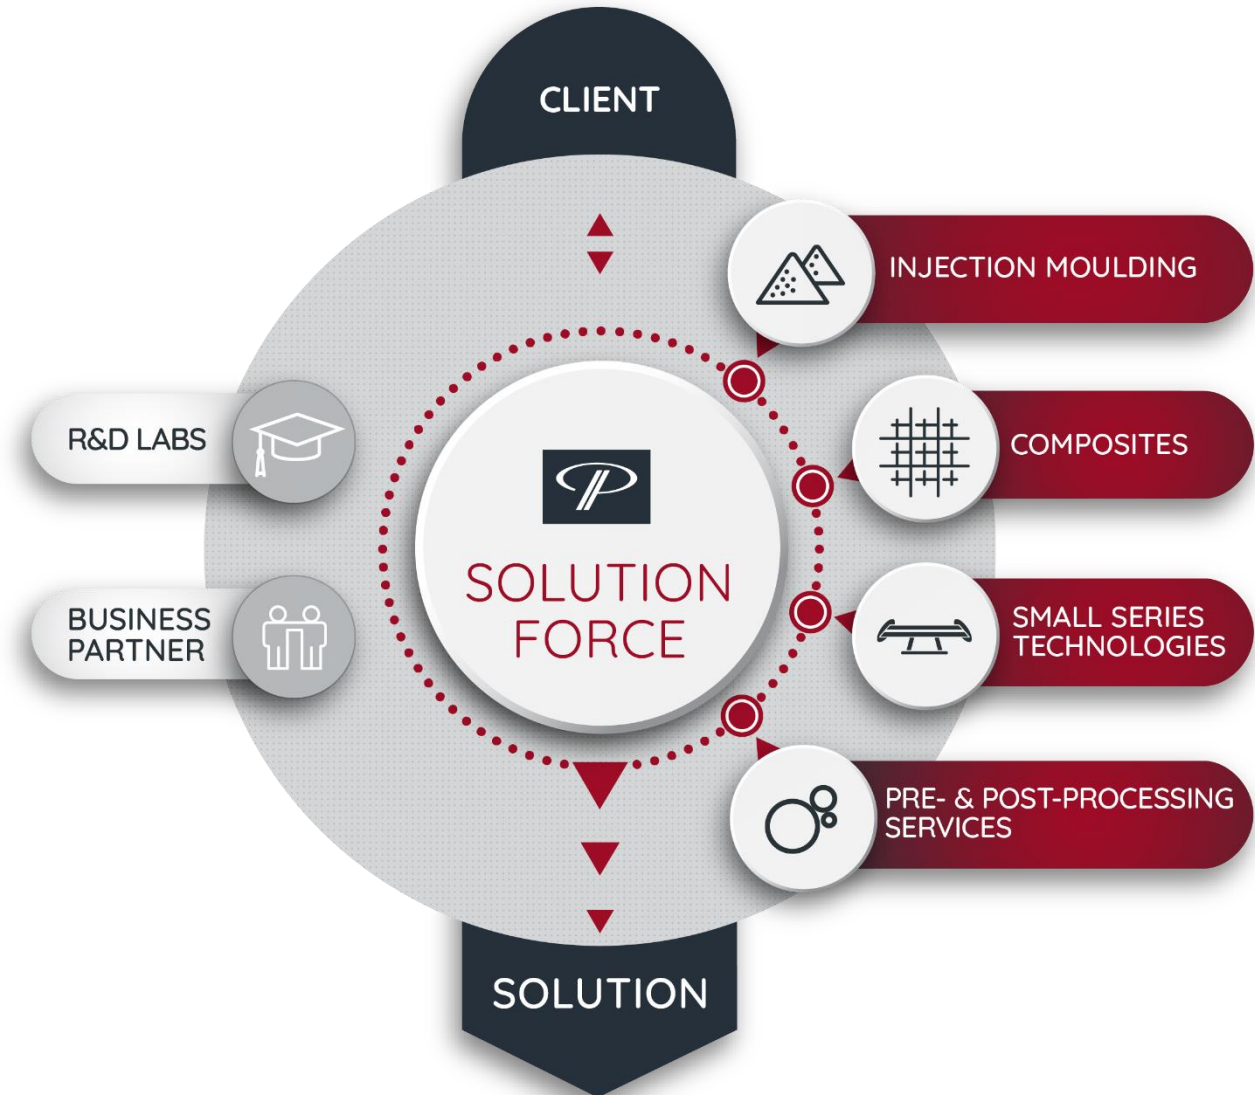 CLIENT
INJECTION MOULDING
R&D LABS
COMPOSITES
SOLUTION
FORCE
BUSINESS
PARTNER
SMALL SERIES
TECHNOLOGIES
PRE- & POST-PROCESSING
SERVICES
SOLUTION